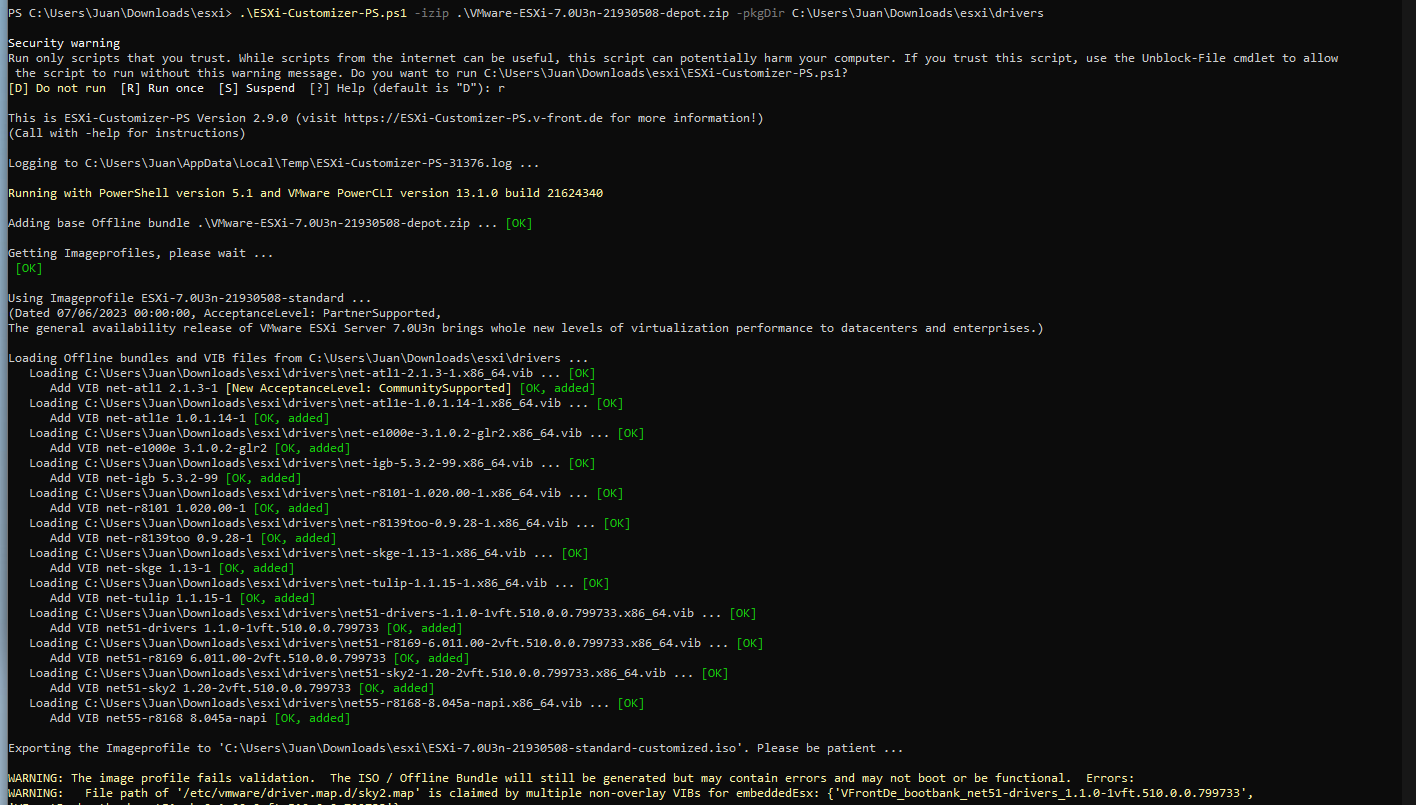 PS C:\Users\Juan\Downloads\esxi> .\ESXi-Customizer-PS.ps1 -izip .\VMware-ESXi-7.0U3n-21930508-depot.zip -pkgDir C:\Users\Juan\Downloads\esxi\drivers
Security warning
Run only scripts that you trust. While scripts from the internet can be useful, this script can potentially harm your computer. If you trust this script, use the Unblock-File cmdlet to allow
the script to run without this warning message. Do you want to run C:\Users\Juan\Downloads\esxi\ESXi-Customizer-PS.ps1?
[D] Do not run  [R] Run once  [S] Suspend  [?] Help (default is "D"): r
This is ESXi-Customizer-PS Version 2.9.0 (visit https://ESXi-Customizer-PS.v-front.de for more information!)
(Call with -help for instructions)
Logging to C:\Users\Juan\AppData\Local\Temp\ESXi-Customizer-PS-31376.log ...
Running with PowerShell version 5.1 and VMware PowerCLI version 13.1.0 build 21624340
Adding base Offline bundle .\VMware-ESXi-7.0U3n-21930508-depot.zip ... [OK]
Getting Imageprofiles, please wait ...
[OK]
Using Imageprofile ESXi-7.0U3n-21930508-standard ...
(Dated 07/06/2023 00:00:00, AcceptanceLevel: PartnerSupported,
The general availability release of VMware ESXi Server 7.0U3n brings whole new levels of virtualization performance to datacenters and enterprises.)
Loading Offline bundles and VIB files from C:\Users\Juan\Downloads\esxi\drivers ...
Loading C:\Users\Juan\Downloads\esxi\drivers\net-atl1-2.1.3-1.x86_64.vib ... [OK]
Add VIB net-atl1 2.1.3-1 [New AcceptanceLevel: CommunitySupported] [OK, added]
Loading C:\Users\Juan\Downloads\esxi\drivers\net-atl1e-1.0.1.14-1.x86_64.vib ... [OK]
Add VIB net-atl1e 1.0.1.14-1 [OK, added]
Loading C:\Users\Juan\Downloads\esxi\drivers\net-e1000e-3.1.0.2-glr2.x86_64.vib ... [OK]
Add VIB net-e1000e 3.1.0.2-glr2 [OK, added]
Loading C:\Users\Juan\Downloads\esxi\drivers\net-igb-5.3.2-99.x86_64.vib ... [OK]
Add VIB net-igb 5.3.2-99 [OK, added]
Loading C:\Users\Juan\Downloads\esxi\drivers\net-r8101-1.020.00-1.x86_64.vib ... [OK]
Add VIB net-r8101 1.020.00-1 [OK, added]
Loading C:\Users\Juan\Downloads\esxi\drivers\net-r8139too-0.9.28-1.x86_64.vib ... [OK]
Add VIB net-r8139too 0.9.28-1 [OK, added]
Loading C:\Users\Juan\Downloads\esxi\drivers\net-skge-1.13-1.x86_64.vib ... [OK]
Add VIB net-skge 1.13-1 [OK, added]
Loading C:\Users\Juan\Downloads\esxi\drivers\net-tulip-1.1.15-1.x86_64.vib ... [OK]
Add VIB net-tulip 1.1.15-1 [OK, added]
Loading C:\Users\Juan\Downloads\esxi\drivers\net51-drivers-1.1.0-1vft.510.0.0.799733.x86_64.vib ... [OK]
Add VIB net51-drivers 1.1.0-1vft.510.0.0.799733 [OK, added]
Loading C:\Users\Juan\Downloads\esxi\drivers\net51-r8169-6.011.00-2vft.510.0.0.799733.x86_64.vib ... [OK]
Add VIB net51-r8169 6.011.00-2vft.510.0.0.799733 [OK, added]
Loading C:\Users\Juan\Downloads\esxi\drivers\net51-sky2-1.20-2vft.510.0.0.799733.x86_64.vib ... [OK]
Add VIB net51-sky2 1.20-2vft.510.0.0.799733 [OK, added]
Loading C:\Users\Juan\Downloads\esxi\drivers\net55-r8168-8.045a-napi.x86_64.vib ... [OK]
Add VIB net55-r8168 8.045a-napi [OK, added]
Exporting the Imageprofile to 'C:\Users\Juan\Downloads\esxi\ESXi-7.0U3n-21930508-standard-customized.iso'. Please be patient ...
WARNING: The image profile fails validation.  The ISO / Offline Bundle will still be generated but may contain errors and may not boot or be functional.  Errors:
WARNING:   File path of '/etc/vmware/driver.map.d/sky2.map' is claimed by multiple non-overlay VIBs for embeddedEsx: {'VFrontDe_bootbank_net51-drivers_1.1.0-1vft.510.0.0.799733',